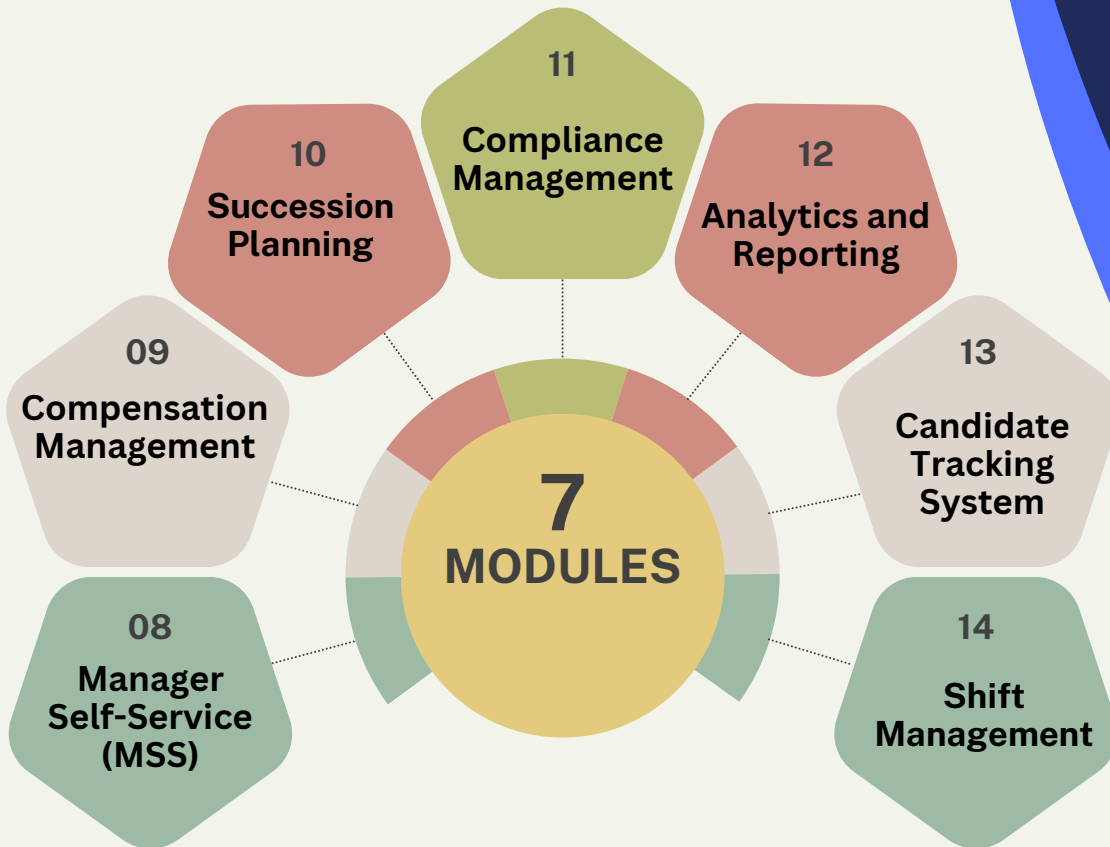 11
Compliance
Management
10
Succession
Planning
12
Analytics and
Reporting
09
Compensation
Management
13
Candidate
Tracking
System
7
MODULES
08
Manager
Self-Service
(MSS)
14
Shift
Management